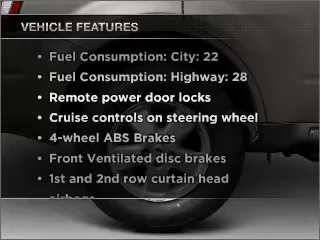 VEHICLE FEATURES
• Fuel Consumption: City: 22
• Fuel Consumption: Highway: 28
• Remote power door locks
• Cruise controls on steering wheel
• 4-wheel ABS Brakes
• Front Ventilated disc brakes
• 1st and 2nd row curtain head
airbags